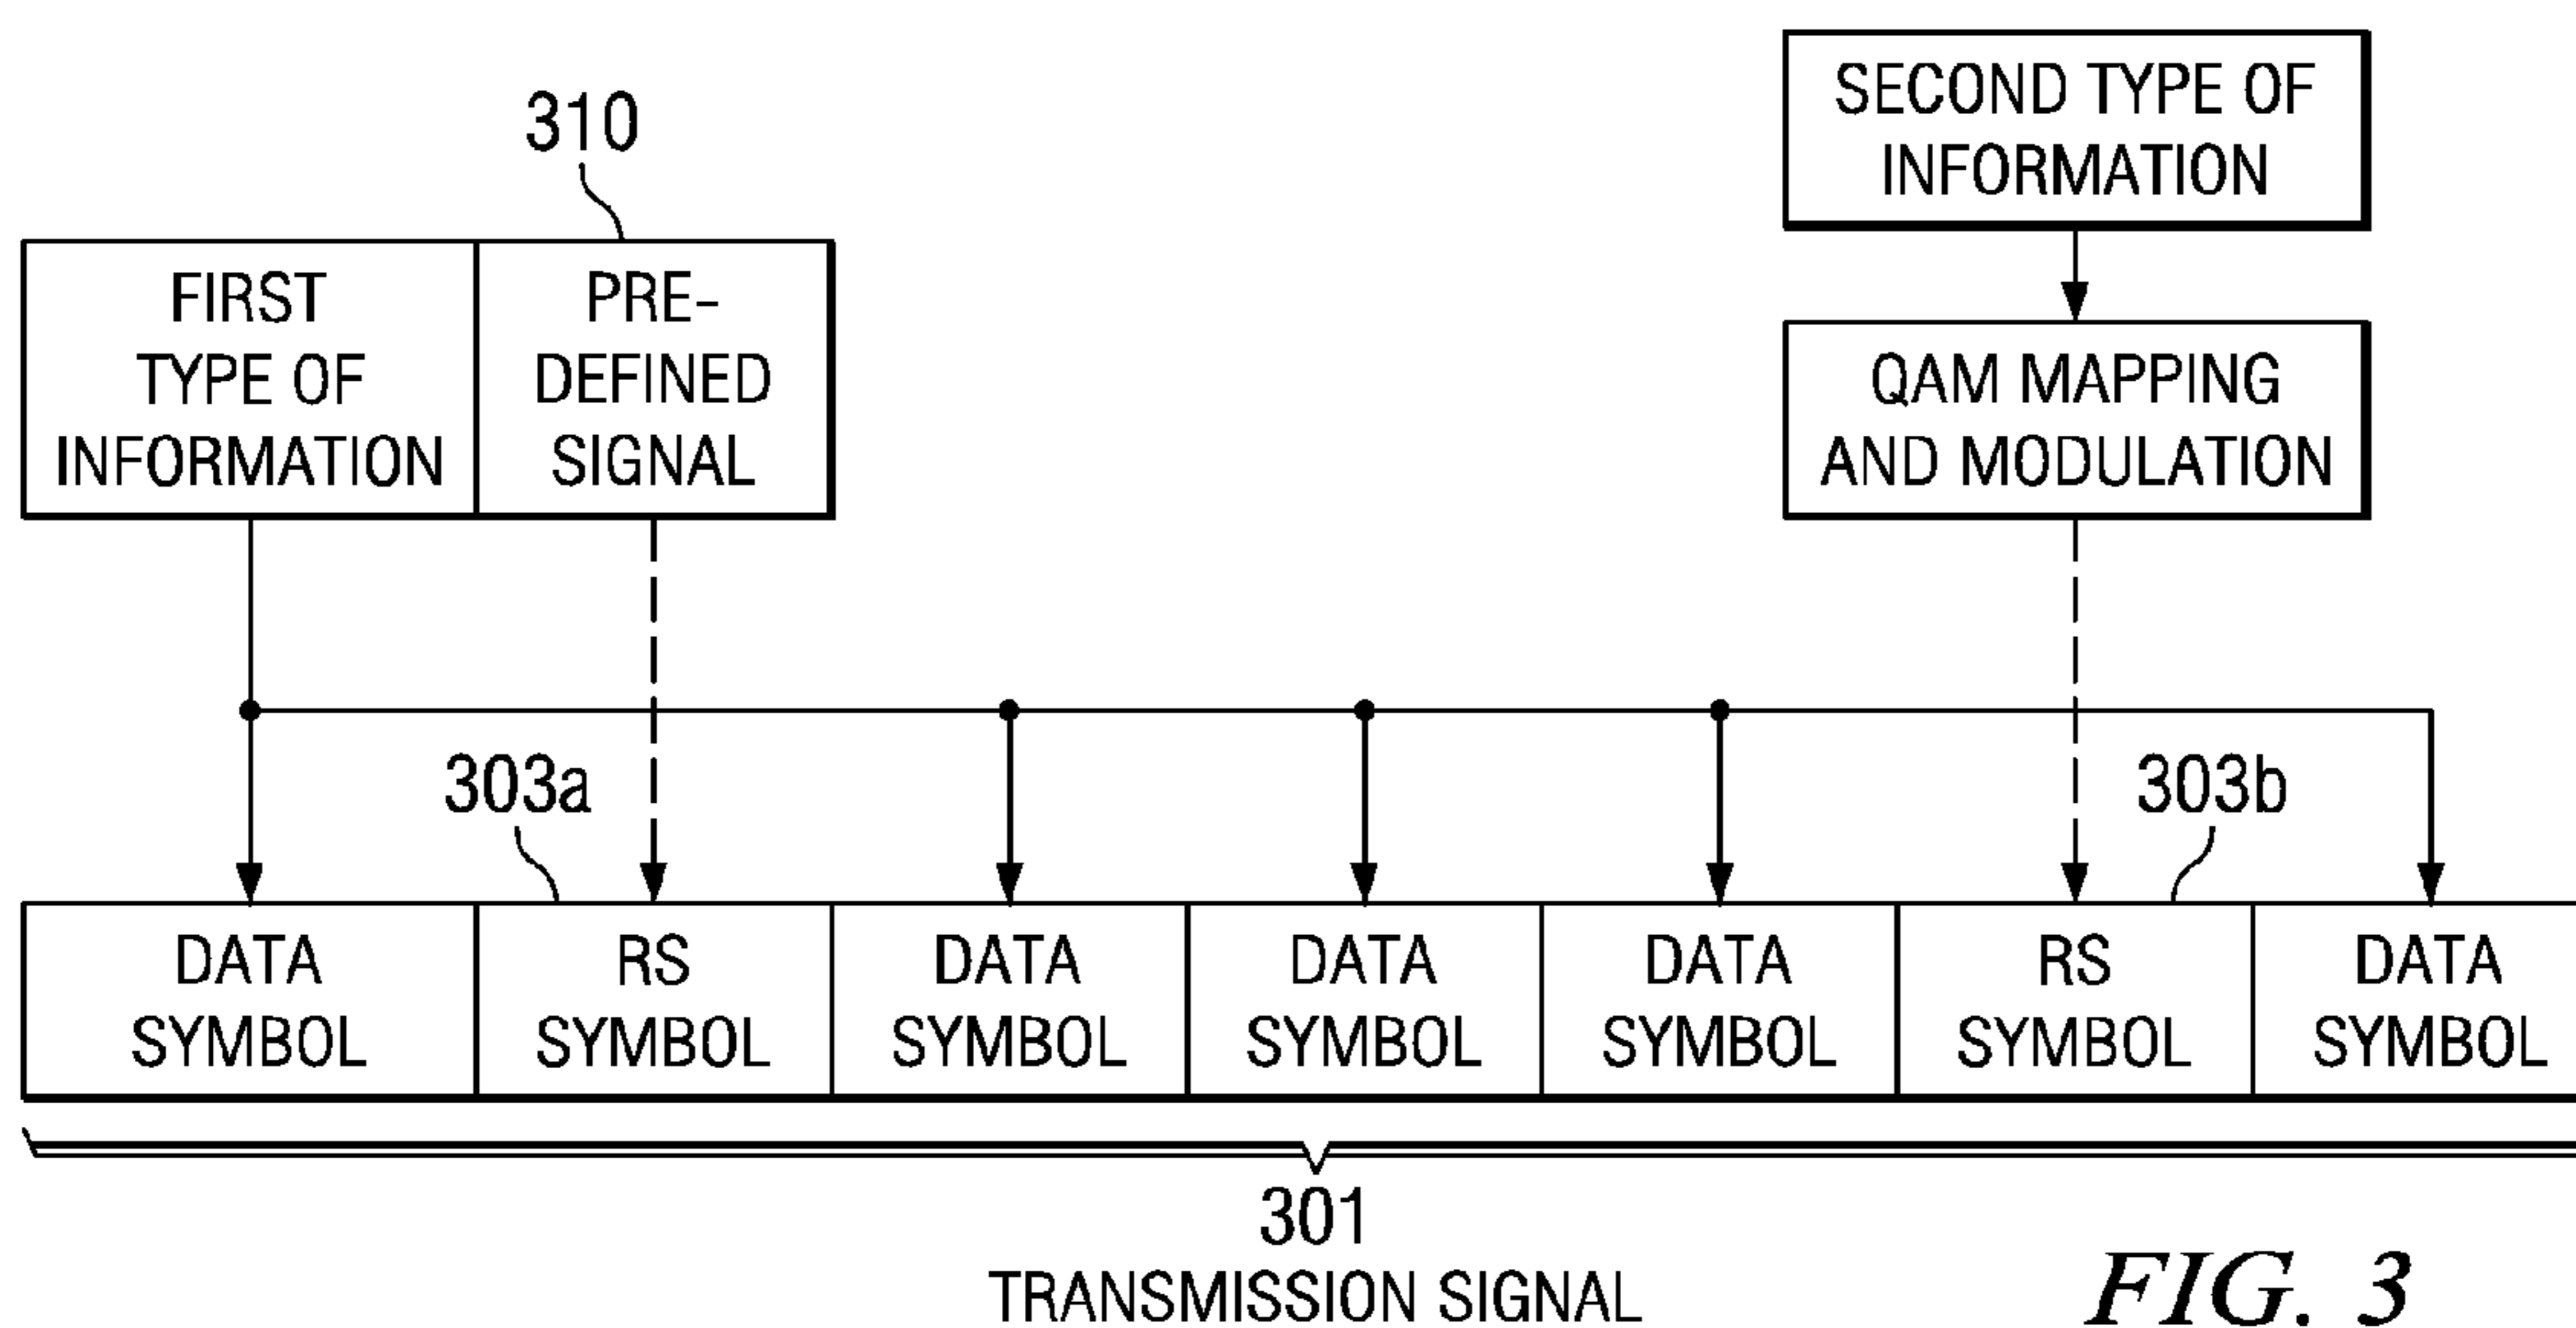 310
FIRST
TYPE OF
INFORMATION
PRE-
DEFINED
SIGNAL
SECOND TYPE OF
INFORMATION
QAM MAPPING
AND MODULATION
303a
303b
DATA
SYMBOL
RS
SYMBOL
DATA
SYMBOL
DATA
SYMBOL
DATA
SYMBOL
RS
SYMBOL
DATA
SYMBOL
301
TRANSMISSION SIGNAL
FIG. 3